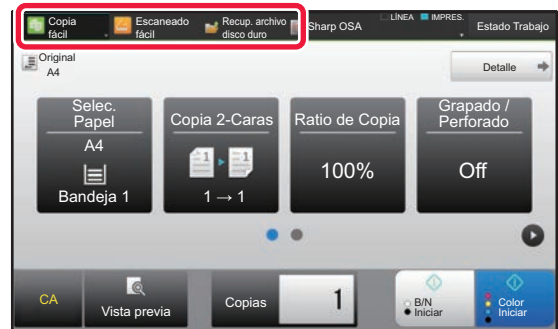 Copia
fácil
Escaneado
fácil
Recup. archivo
disco duro
Sharp OSA
LÍNEA
IMPRES.
Estado Trabajo
Original
A4
Detalle
Selec.
Papel
A4
Bandeja 1
Copia 2-Caras
1 1
1 → 1
Ratio de Copia
100%
Grapado /
Perforado
Off
CA
Vista previa
Copias
1
B/N
Iniciar
Color
Iniciar